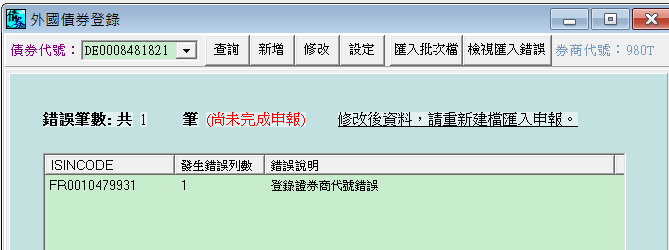 外國債券登錄
債券代號： DE0008481821 查詢 新增 修改 設定 匯入批次檔 檢視匯入錯誤 券商代號：980T
錯誤筆數: 共 1 筆 (尚未完成申報) 修改後資料，請重新建檔匯入申報。
ISINCODE 發生錯誤列數 錯誤說明
FR0010479931 1 登錄證券商代號錯誤